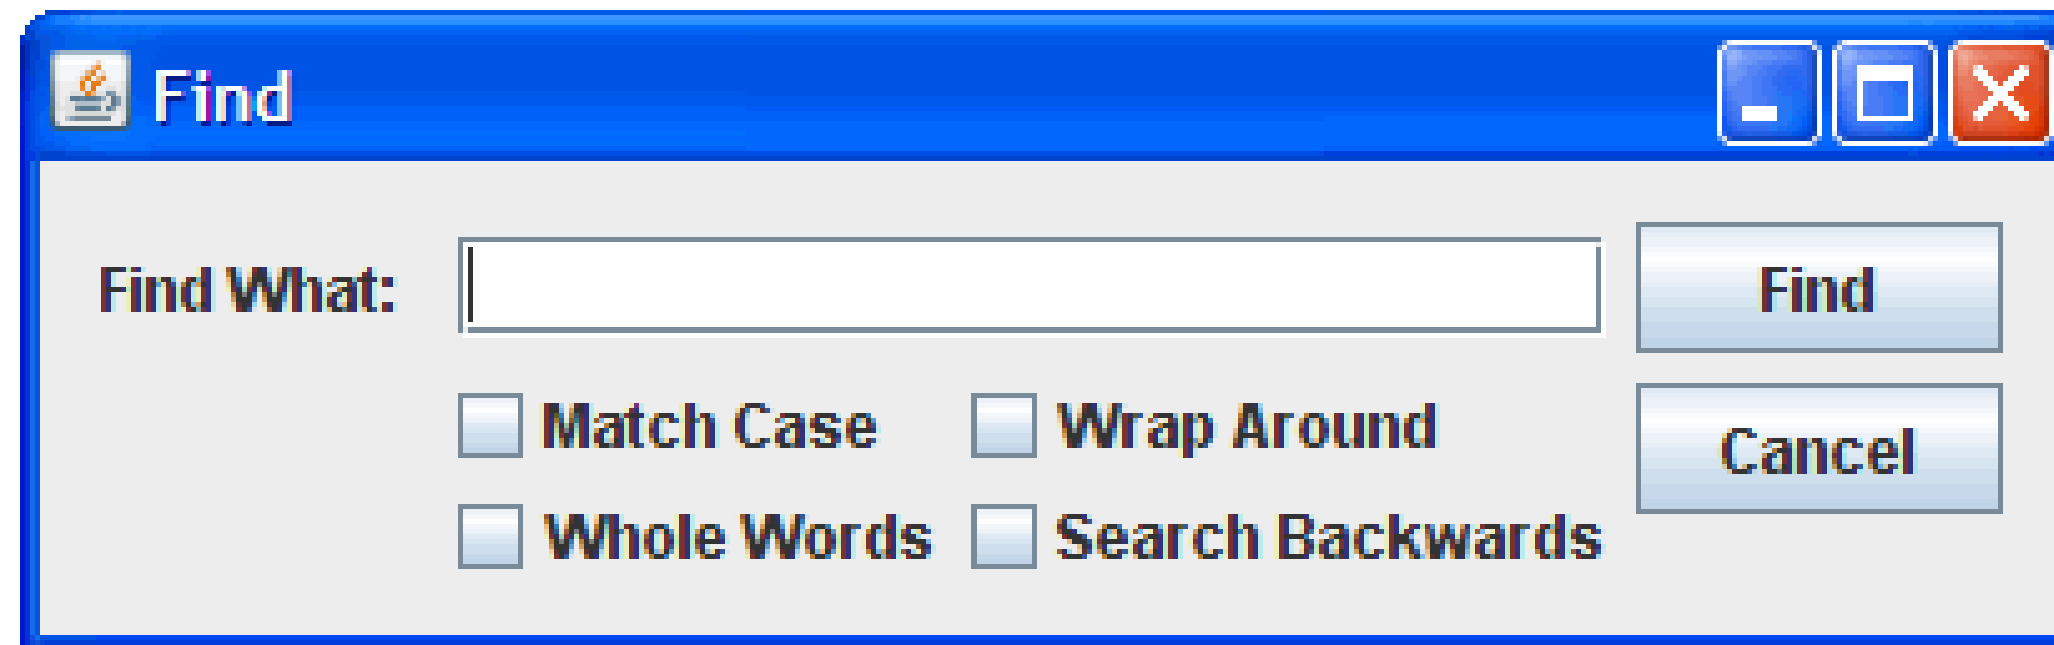 Find
Find What:
Find
Match Case
Wrap Around
Cancel
Whole Words
Search Backwards